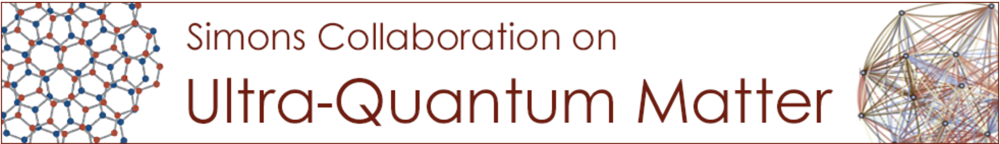 Simons Collaboration on
Ultra-Quantum Matter